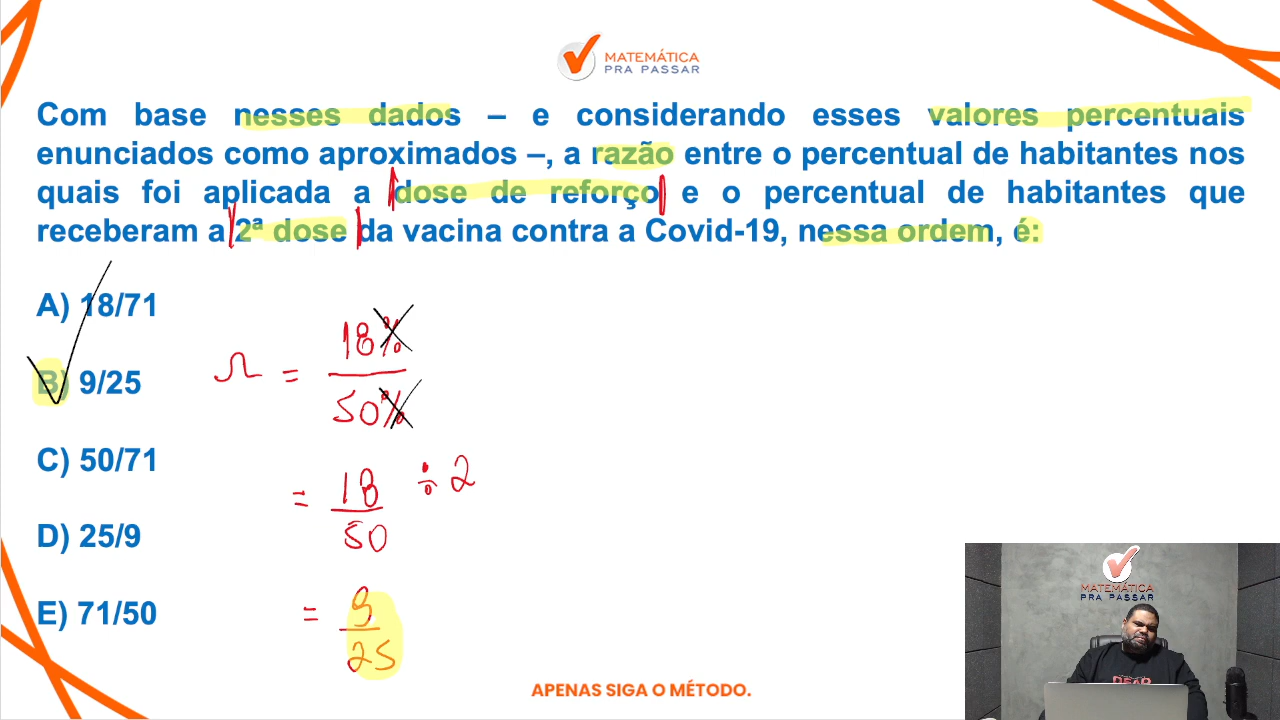 MATEMÁTICA
PRA PASSAR
Com base nesses dados – e considerando esses valores percentuais
enunciados como aproximados –, a razão entre o percentual de habitantes nos
quais foi aplicada a dose de reforço e o percentual de habitantes que
receberam a 2ª dose da vacina contra a Covid-19, nessa ordem, é:
A) 18/71
B) 9/25
C) 50/71
D) 25/9
E) 71/50
r = 18% / 50%
= 18 / 50 ÷ 2
= 9 / 25
MATEMÁTICA
PRA PASSAR
APENAS SIGA O MÉTODO.